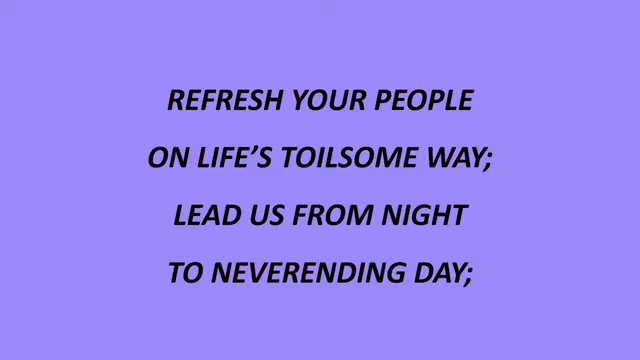 REFRESH YOUR PEOPLE
ON LIFE’S TOILSOME WAY;
LEAD US FROM NIGHT
TO NEVERENDING DAY;